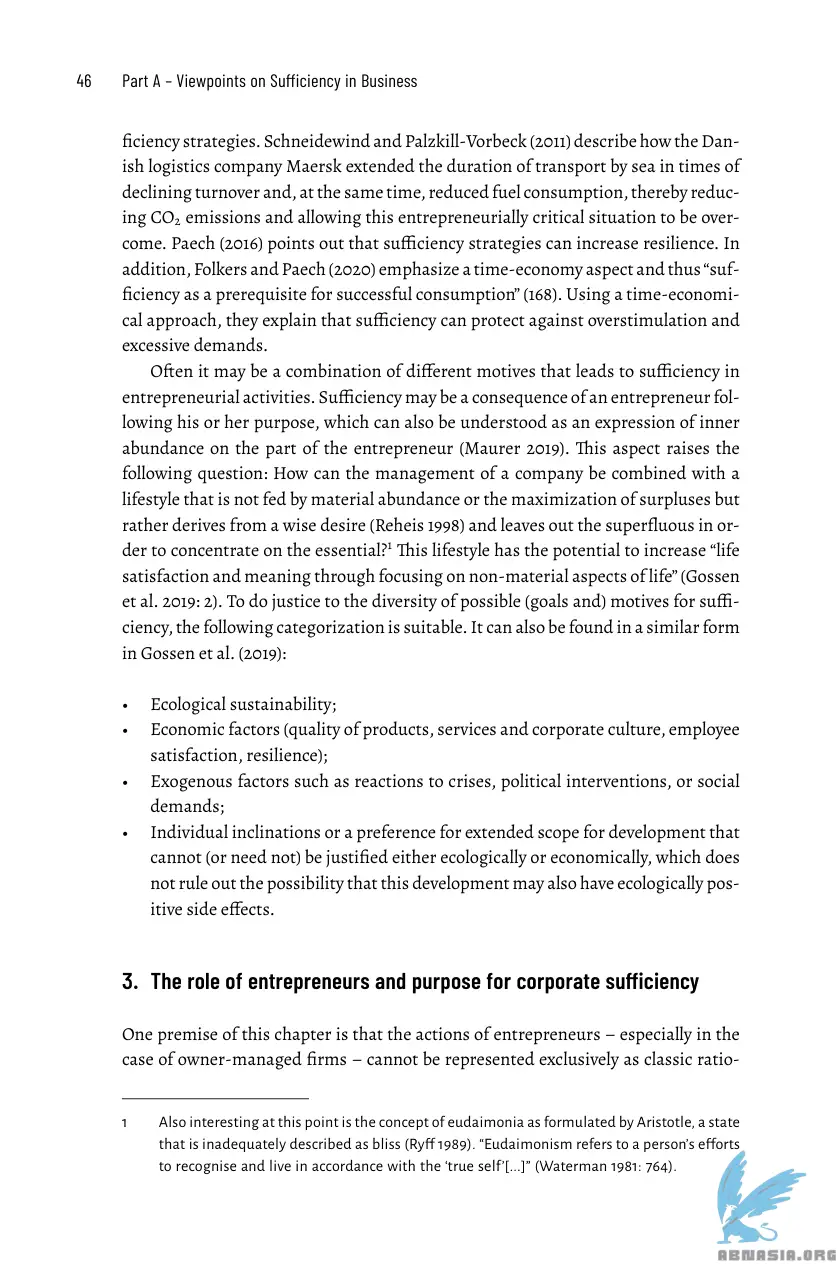 46 Part A – Viewpoints on Sufficiency in Business
ficiency strategies. Schneidewind and Palzkill-Vorbeck (2011) describe how the Dan-
ish logistics company Maersk extended the duration of transport by sea in times of
declining turnover and, at the same time, reduced fuel consumption, thereby reduc-
ing CO₂ emissions and allowing this entrepreneurially critical situation to be over-
come. Paech (2016) points out that sufficiency strategies can increase resilience. In
addition, Folkers and Paech (2020) emphasize a time-economy aspect and thus “suf-
ficiency as a prerequisite for successful consumption” (168). Using a time-economi-
cal approach, they explain that sufficiency can protect against overstimulation and
excessive demands.
Often it may be a combination of different motives that leads to sufficiency in
entrepreneurial activities. Sufficiency may be a consequence of an entrepreneur fol-
lowing his or her purpose, which can also be understood as an expression of inner
abundance on the part of the entrepreneur (Maurer 2019). This aspect raises the
following question: How can the management of a company be combined with a
lifestyle that is not fed by material abundance or the maximization of surpluses but
rather derives from a wise desire (Reheis 1998) and leaves out the superfluous in or-
der to concentrate on the essential?¹ This lifestyle has the potential to increase “life
satisfaction and meaning through focusing on non-material aspects of life” (Gossen
et al. 2019: 2). To do justice to the diversity of possible (goals and) motives for suffi-
ciency, the following categorization is suitable. It can also be found in a similar form
in Gossen et al. (2019):
• Ecological sustainability;
• Economic factors (quality of products, services and corporate culture, employee
satisfaction, resilience);
• Exogenous factors such as reactions to crises, political interventions, or social
demands;
• Individual inclinations or a preference for extended scope for development that
cannot (or need not) be justified either ecologically or economically, which does
not rule out the possibility that this development may also have ecologically pos-
itive side effects.
3. The role of entrepreneurs and purpose for corporate sufficiency
One premise of this chapter is that the actions of entrepreneurs – especially in the
case of owner-managed firms – cannot be represented exclusively as classic ratio-
1 Also interesting at this point is the concept of eudaimonia as formulated by Aristotle, a state
that is inadequately described as bliss (Ryff 1989). “Eudaimonism refers to a person’s efforts
to recognise and live in accordance with the ‘true self’[...]” (Waterman 1981: 764).
ABNASIA.ORG